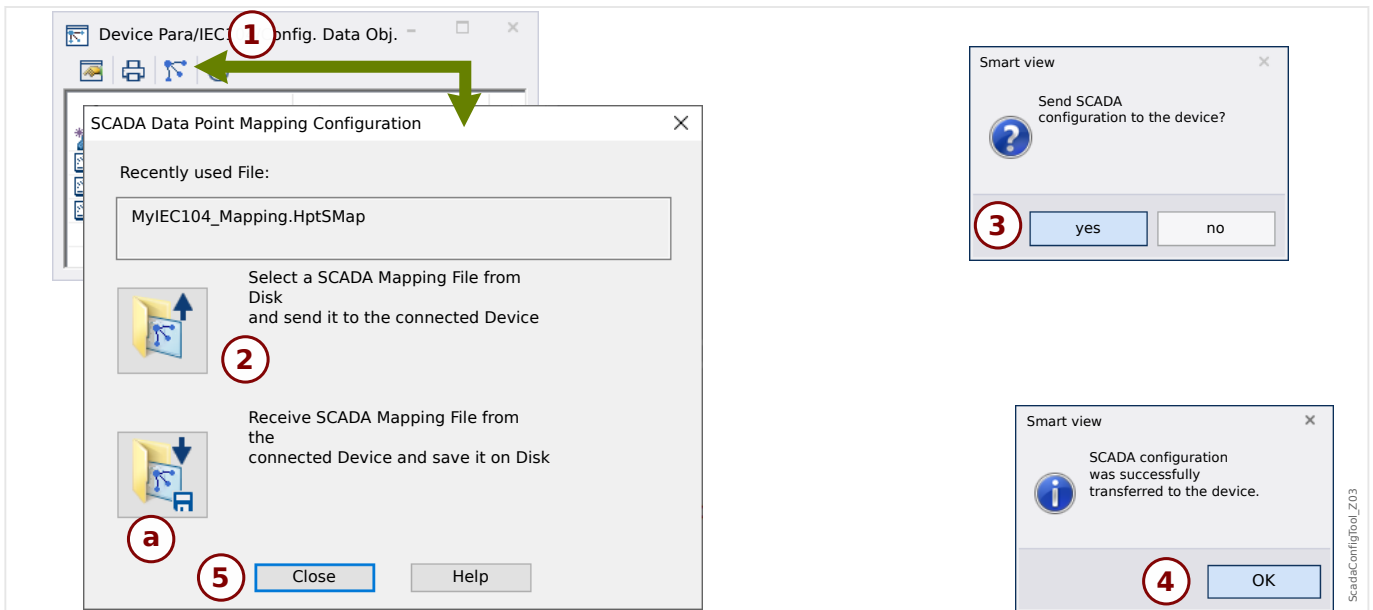 Device Para/IEC1
1
onfig. Data Obj.
SCADA Data Point Mapping Configuration
Recently used File:
MyIEC104_Mapping.HptSMap
Select a SCADA Mapping File from
Disk
and send it to the connected Device
2
Receive SCADA Mapping File from
the
connected Device and save it on Disk
a
5
Close
Help
Smart view
Send SCADA
configuration to the device?
3
yes
no
Smart view
SCADA configuration
was successfully
transferred to the device.
4
OK
ScadaConfigTool_Z03